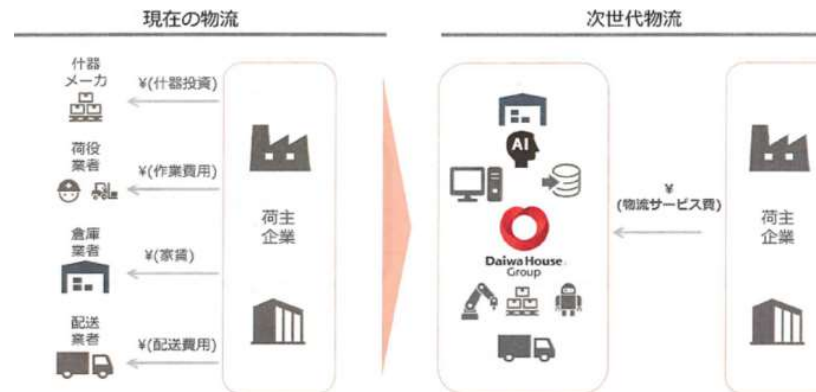 現在の物流
次世代物流
什器
メーカ
¥(什器投資)
荷役
業者
¥(作業費用)
倉庫
業者
¥(家賃)
配送
業者
¥(配送費用)
荷主
企業
AI
Daiwa House
Group
¥
(物流サービス費)
荷主
企業